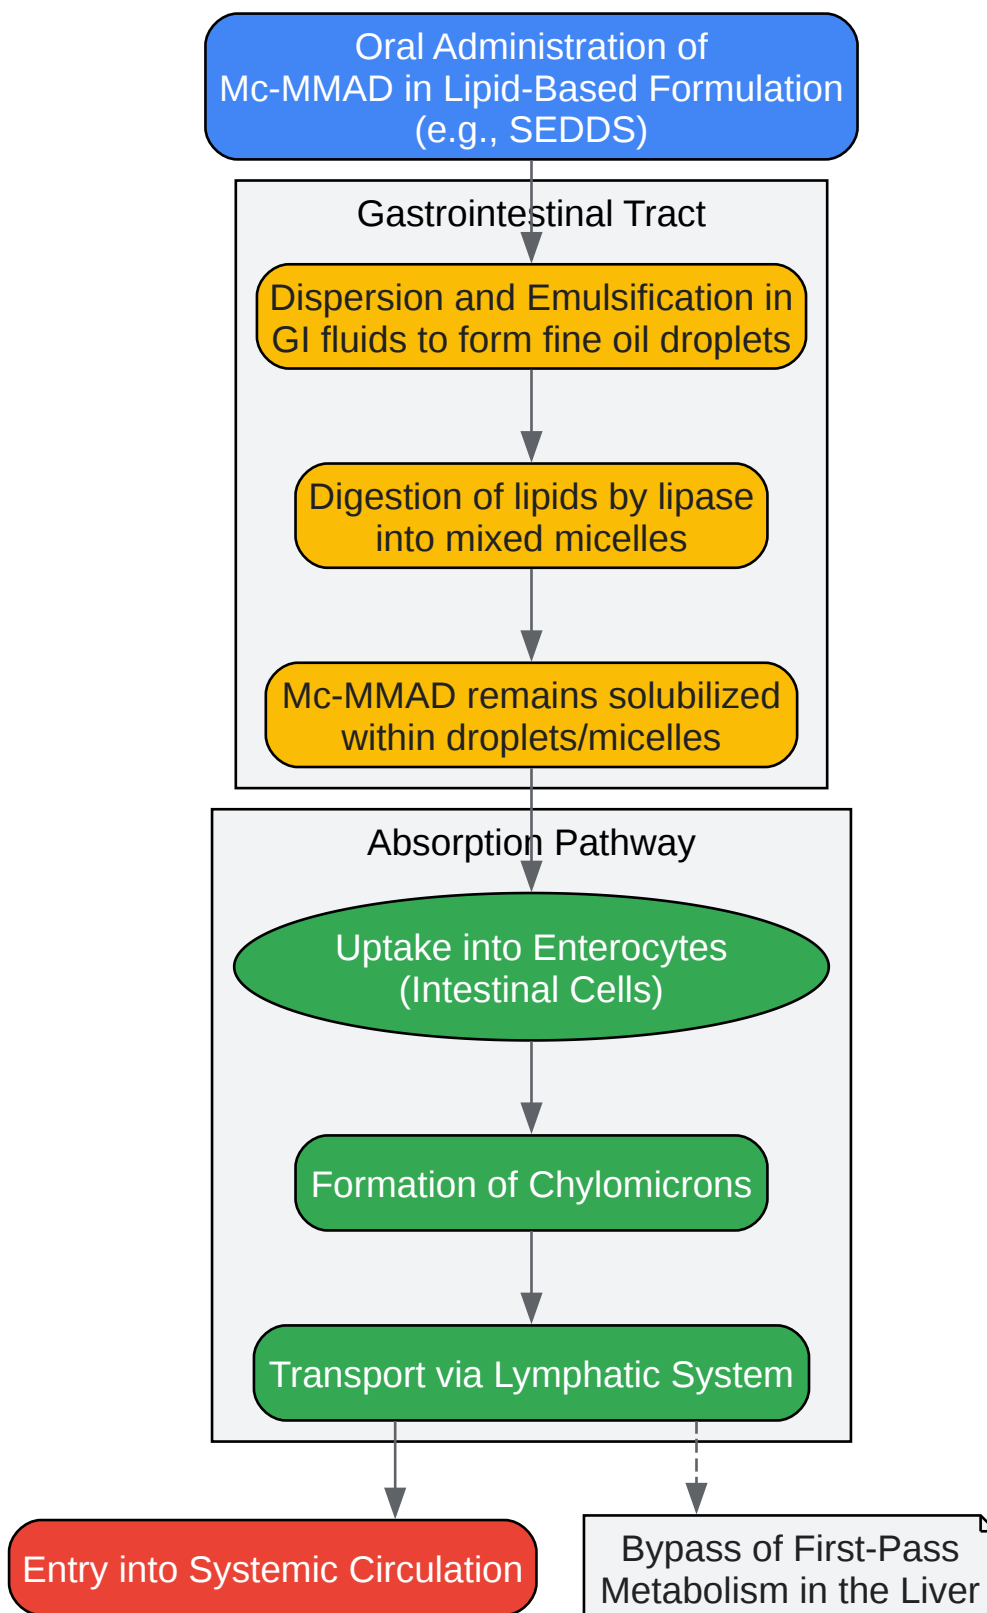 Oral Administration of
Mc-MMAD in Lipid-Based Formulation
(e.g., SEDDS)
Gastrointestinal Tract
Dispersion and Emulsification in
GI fluids to form fine oil droplets
Digestion of lipids by lipase
into mixed micelles
Mc-MMAD remains solubilized
within droplets/micelles
Absorption Pathway
Uptake into Enterocytes
(Intestinal Cells)
Formation of Chylomicrons
Transport via Lymphatic System
Entry into Systemic Circulation
Bypass of First-Pass
Metabolism in the Liver